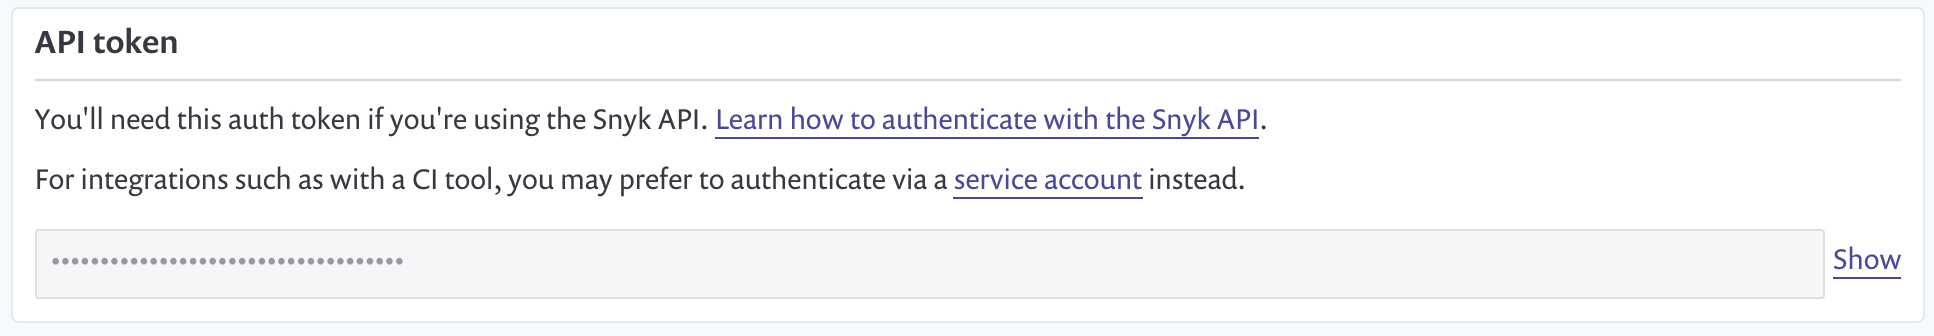 API token
You'll need this auth token if you're using the Snyk API. Learn how to authenticate with the Snyk API.
For integrations such as with a CI tool, you may prefer to authenticate via a service account instead.
••••••••••••••••••••••••••••••••••••
Show